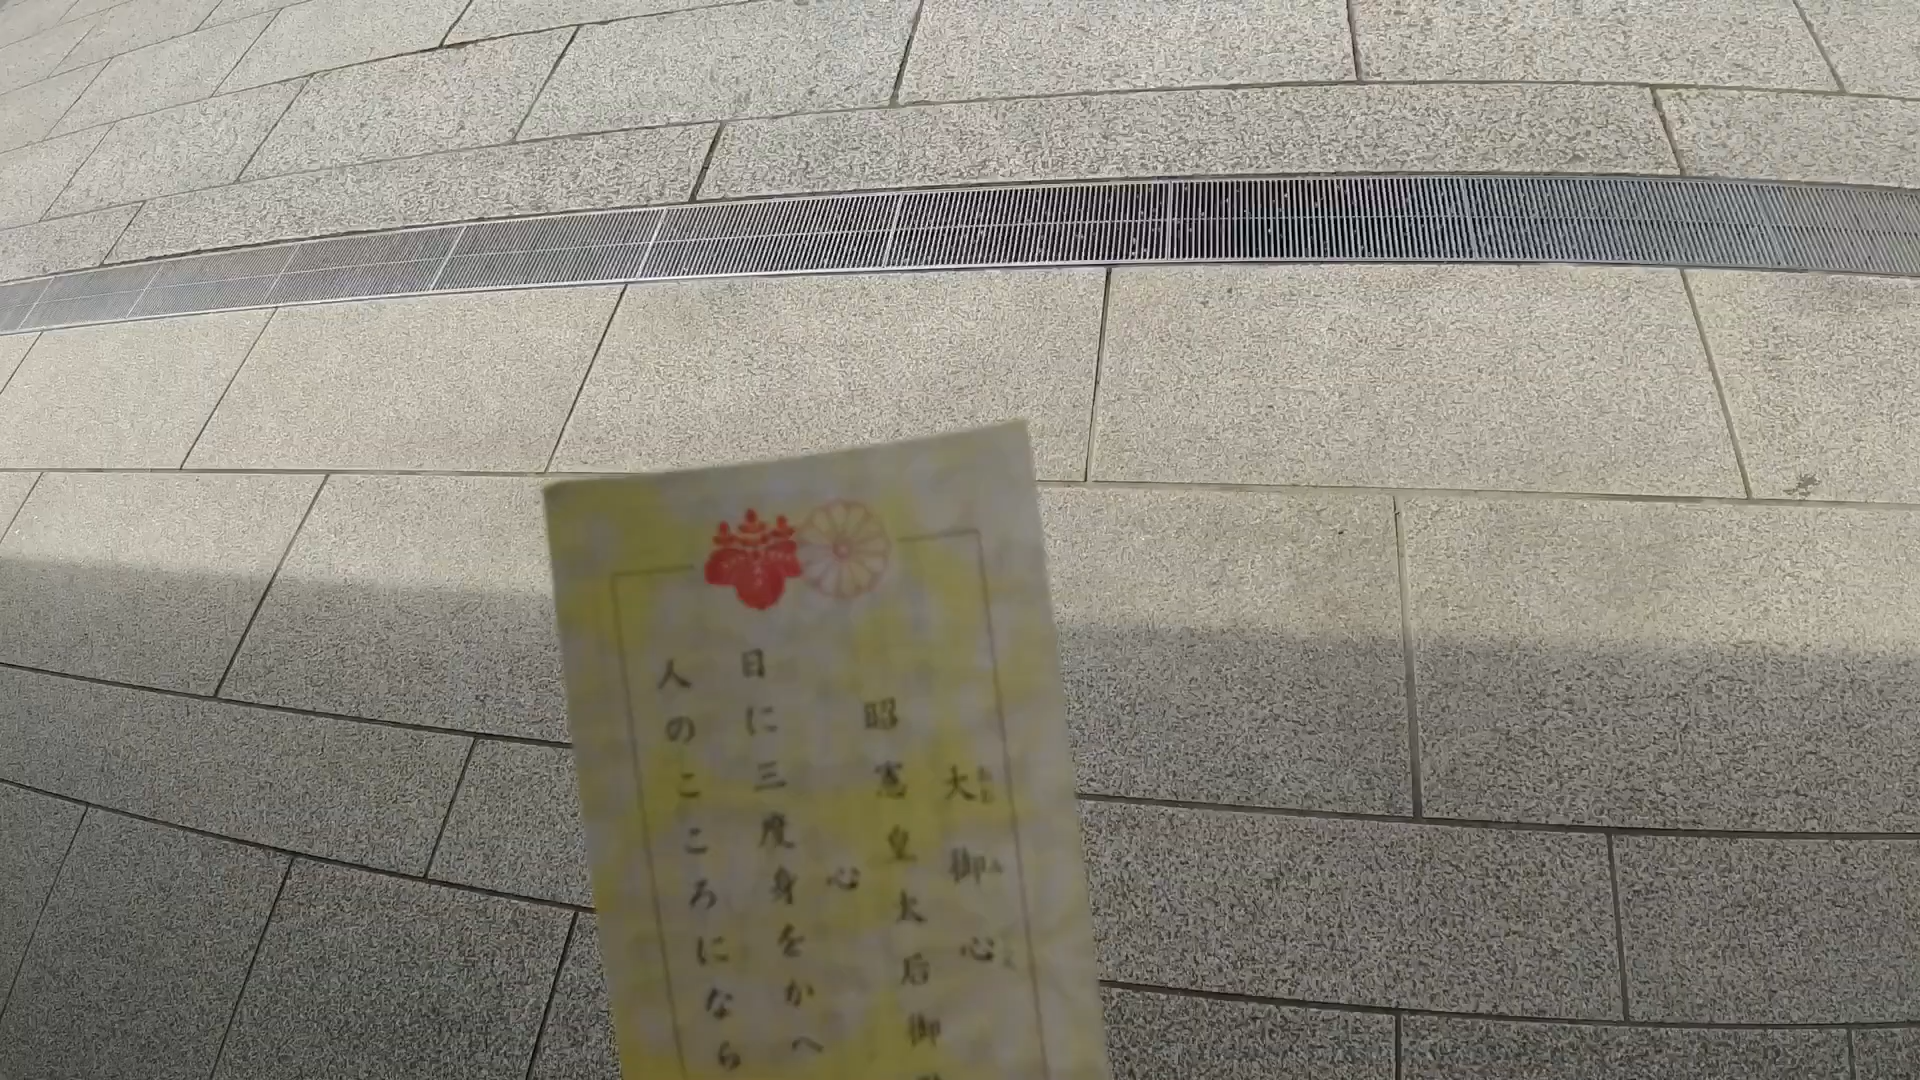 大御心
昭憲皇太后御
心
日に三度身をかへ
人のこころになら